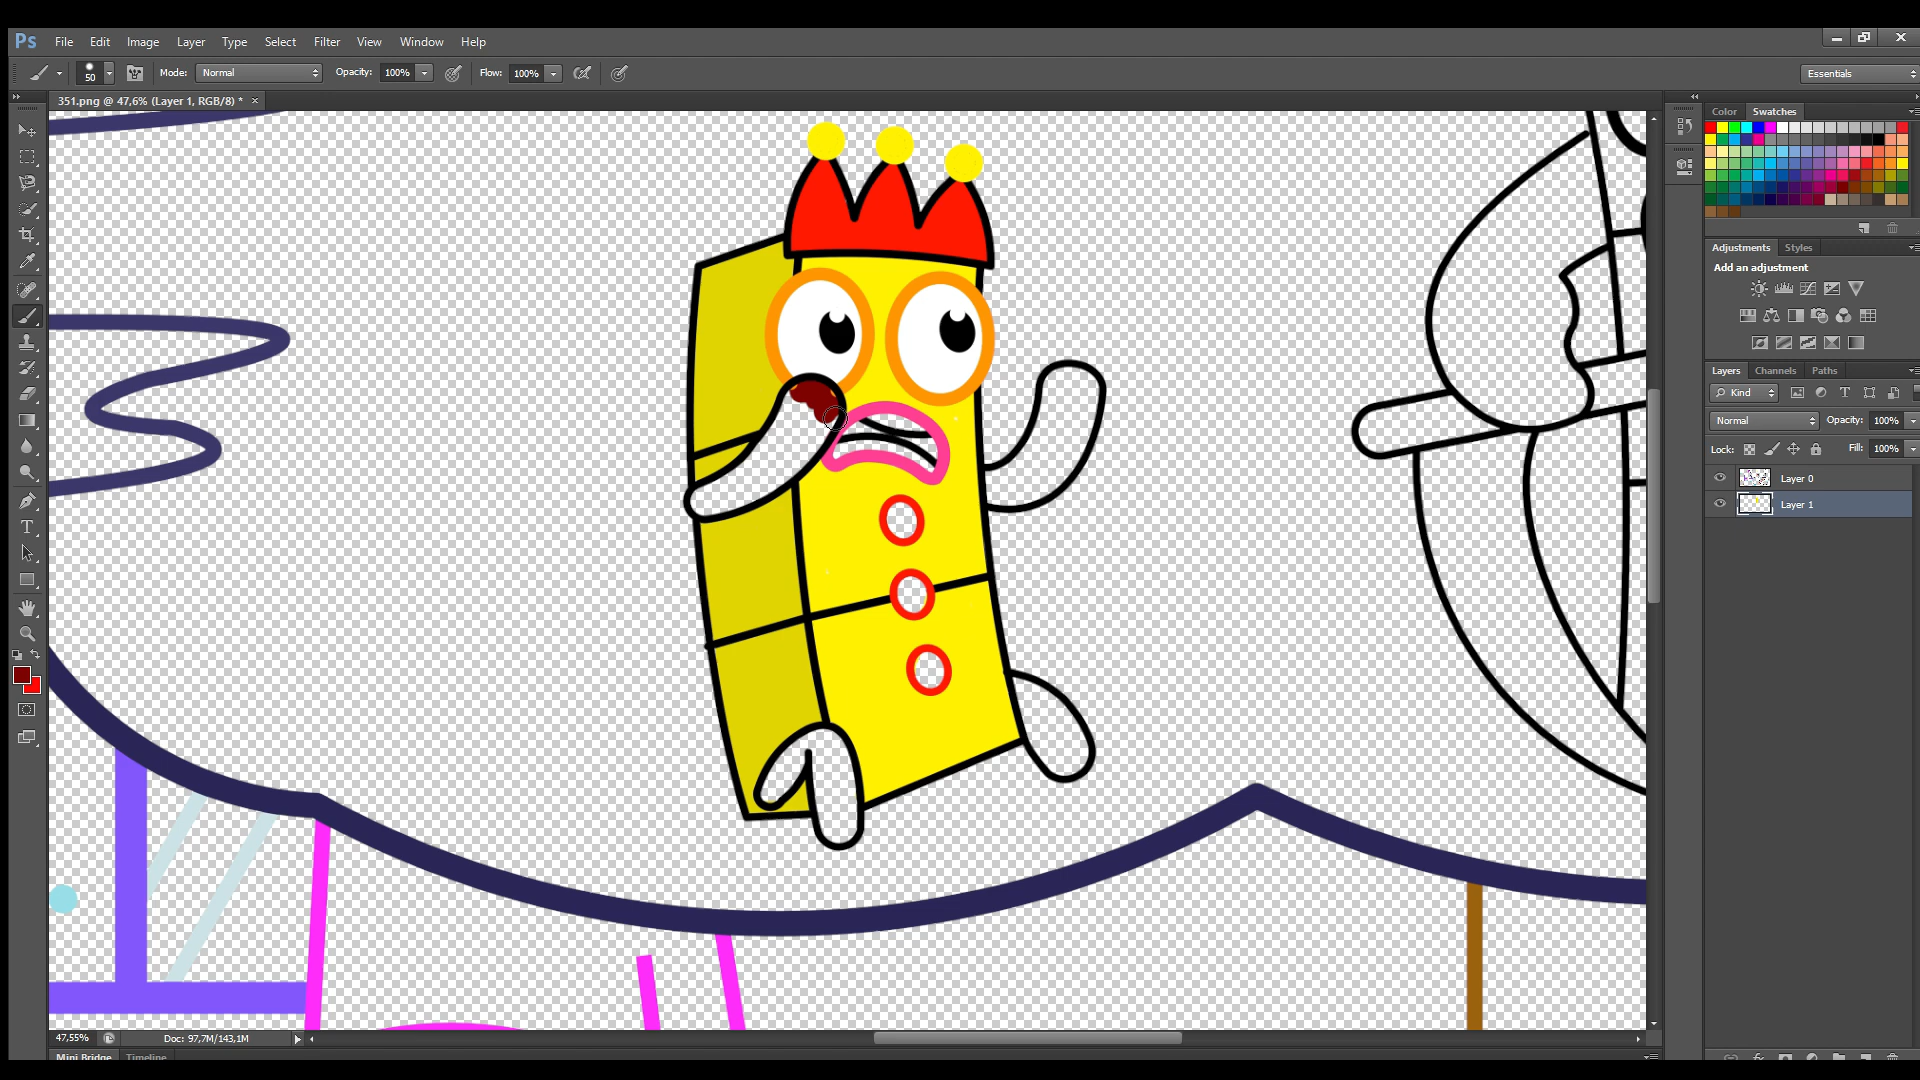 Ps File Edit Image Layer Type Select Filter View Window Help
50 Mode: Normal Opacity: 100% Flow: 100% Essentials
351.png @ 47,6% (Layer 1, RGB/8) * ×
Color Swatches
Adjustments Styles
Add an adjustment
Layers Channels Paths
Kind
Normal Opacity: 100%
Lock: Fill: 100%
Layer 0
Layer 1
47,55% Doc: 97,7M/143,1M
Mini Bridge Timeline